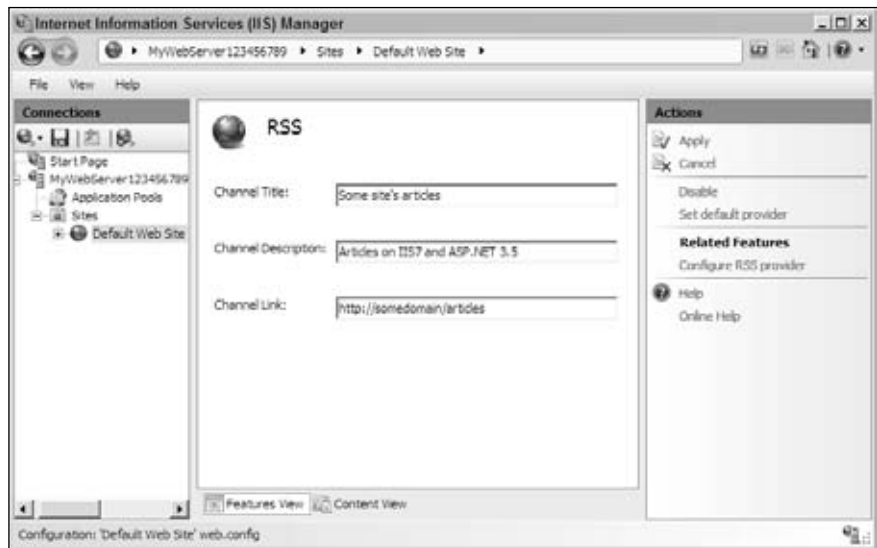 Internet Information Services (IIS) Manager
MyWebServer123456789 Sites Default Web Site
File View Help
Connections
Start Page
MyWebServer123456789
Application Pools
Sites
Default Web Site
RSS
Channel Title:
Some site's articles
Channel Description:
Articles on IIS7 and ASP.NET 3.5
Channel Link:
http://somedomain/articles
Features View
Content View
Actions
Apply
Cancel
Disable
Set default provider
Related Features
Configure RSS provider
Help
Online Help
Configuration: 'Default Web Site' web.config